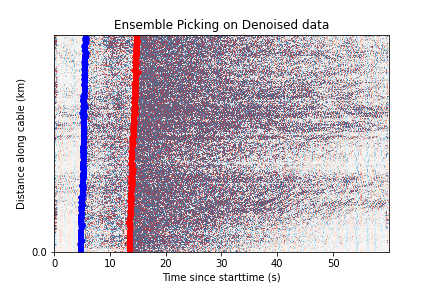 Ensemble Picking on Denoised data
Distance along cable (km)
0.0
0 10 20 30 40 50
Time since starttime (s)